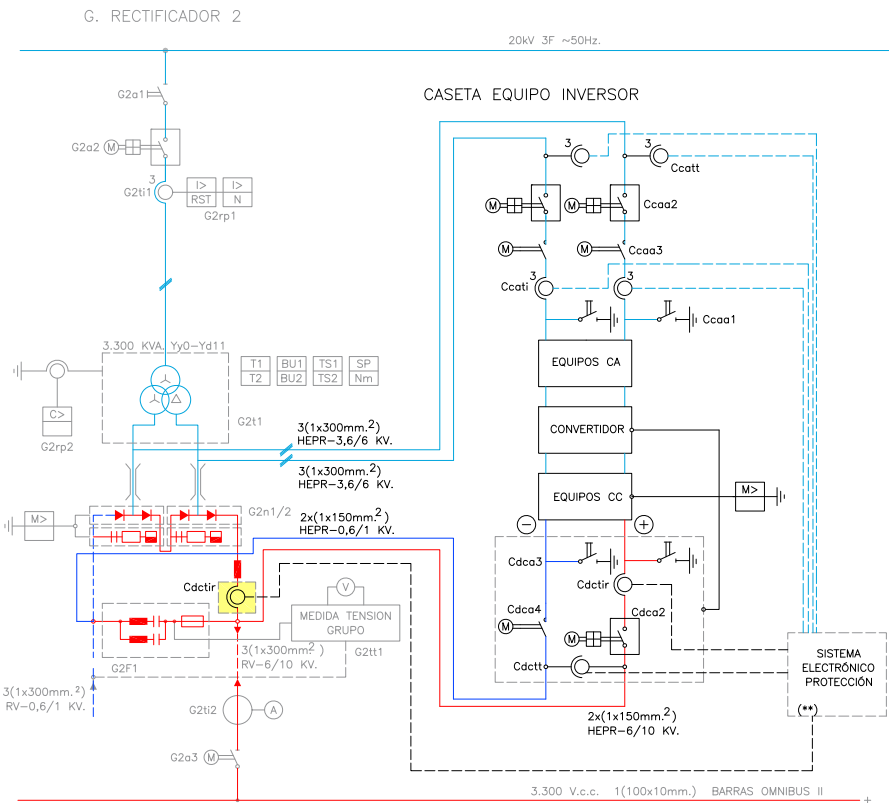 G. RECTIFICADOR 2
20kV 3F ~50Hz.
G2a1
CASETA EQUIPO INVERSOR
G2a2
M
3
G2ti1
I>
I>
RST
N
G2rp1
3
3
Ccatt
M
M
Ccaa2
M
M
Ccaa3
3
3
Ccati
Ccaa1
3.300 KVA. Yy0-Yd11
T1
BU1
TS1
SP
T2
BU2
TS2
Nm
C>
G2rp2
G2t1
EQUIPOS CA
3(1x300mm.2)
HEPR-3,6/6 KV.
CONVERTIDOR
3(1x300mm.2)
HEPR-3,6/6 KV.
EQUIPOS CC
M>
G2n1/2
M>
2x(1x150mm.2)
HEPR-0,6/1 KV.
−
+
Cdca3
Cdctir
Cdctir
V
MEDIDA TENSION
GRUPO
G2tt1
Cdca4
Cdca2
M
M
Cdctt
G2F1
3(1x300mm.2)
RV-6/10 KV.
3(1x300mm.2)
RV-0,6/1 KV.
SISTEMA
ELECTRÓNICO
PROTECCIÓN
(**)
G2ti2
A
2x(1x150mm.2)
HEPR-6/10 KV.
G2a3
M
3.300 V.c.c. 1(100x10mm.) BARRAS OMNIBUS II
+